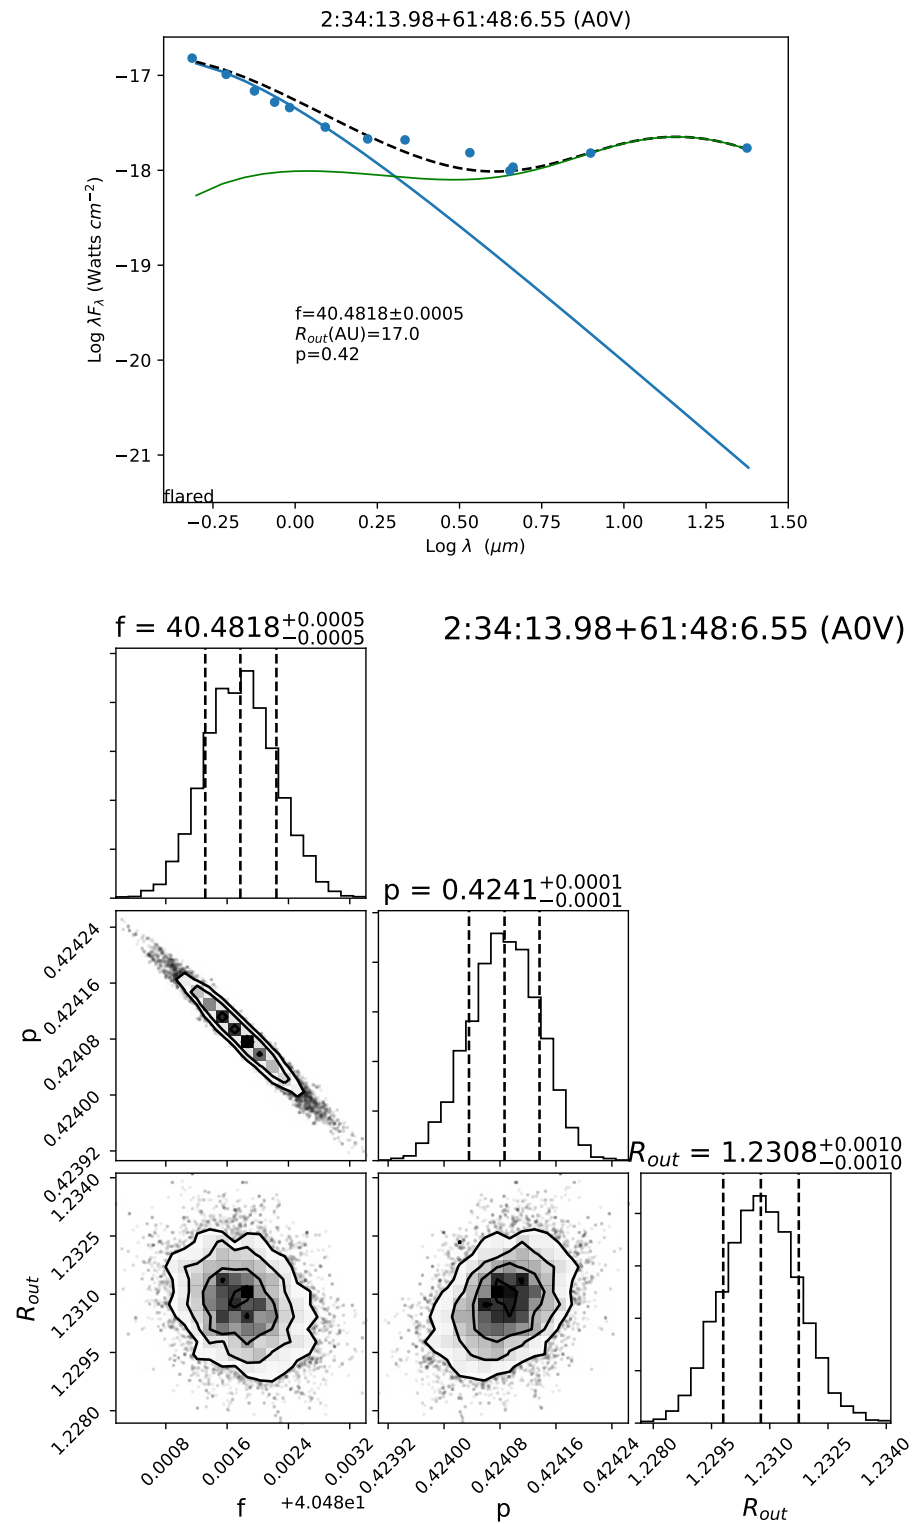 2:34:13.98+61:48:6.55 (A0V)
−17
−18
−19
−20
−21
Log λF_λ (Watts cm^−2)
f=40.4818±0.0005
R_out(AU)=17.0
p=0.42
flared
−0.25 0.00 0.25 0.50 0.75 1.00 1.25 1.50
Log λ (μm)
2:34:13.98+61:48:6.55 (A0V)
f = 40.4818^+0.0005_−0.0005
p = 0.4241^+0.0001_−0.0001
0.42424
0.42416
0.42408
0.42400
0.42392
p
R_out = 1.2308^+0.0010_−0.0010
1.2340
1.2325
1.2310
1.2295
1.2280
R_out
0.0008 0.0016 0.0024 0.0032
+4.048e1
f
0.42392 0.42400 0.42408 0.42416 0.42424
p
1.2280 1.2295 1.2310 1.2325 1.2340
R_out